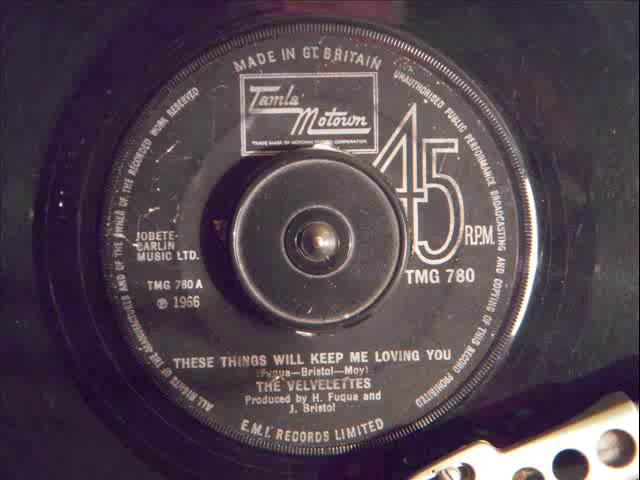 MADE IN GT. BRITAIN
Tamla
Motown
TRADE MARK OF MOTOWN RECORD CORPORATION
45
R.P.M.
TMG 780
JOBETE-
CARLIN
MUSIC LTD.
TMG 780 A
℗ 1966
THESE THINGS WILL KEEP ME LOVING YOU
(Fuqua—Bristol—Moy)
THE VELVELETTES
Produced by H. Fuqua and
J. Bristol
E.M.I. RECORDS LIMITED
ALL RIGHTS OF THE MANUFACTURER AND OF THE OWNER OF THE RECORDED WORK RESERVED
UNAUTHORISED PUBLIC PERFORMANCE BROADCASTING AND COPYING OF THIS RECORD PROHIBITED